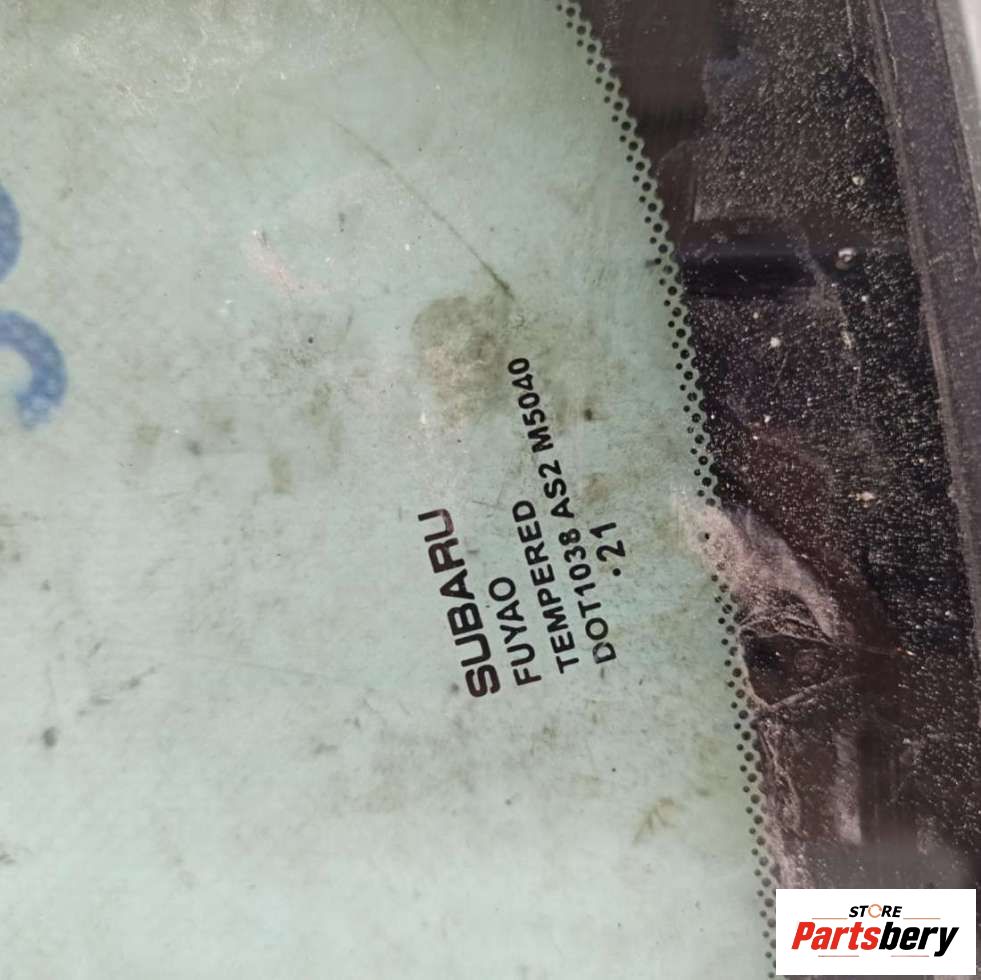 SUBARU
FUYAO
TEMPERED
DOT1038 AS2 M5040
.21
STORE
Partsbery